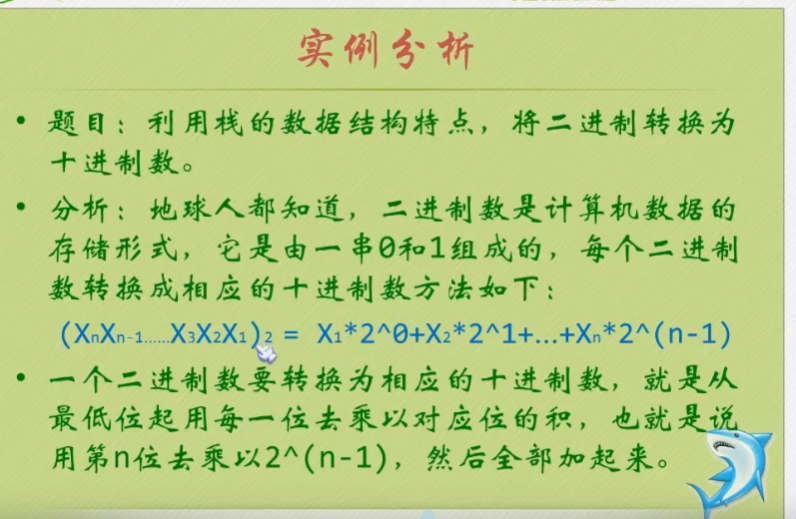 实例分析
• 题目：利用栈的数据结构特点，将二进制转换为
十进制数。
• 分析：地球人都知道，二进制数是计算机数据的
存储形式，它是由一串0和1组成的，每个二进制
数转换成相应的十进制数方法如下：
(XnXn-1......X3X2X1)2 = X1*2^0+X2*2^1+...+Xn*2^(n-1)
• 一个二进制数要转换为相应的十进制数，就是从
最低位起用每一位去乘以对应位的积，也就是说
用第n位去乘以2^(n-1)，然后全部加起来。